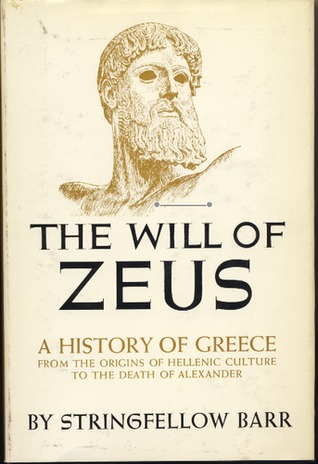 THE WILL OF
ZEUS
A HISTORY OF GREECE
FROM THE ORIGINS OF HELLENIC CULTURE
TO THE DEATH OF ALEXANDER
BY STRINGFELLOW BARR